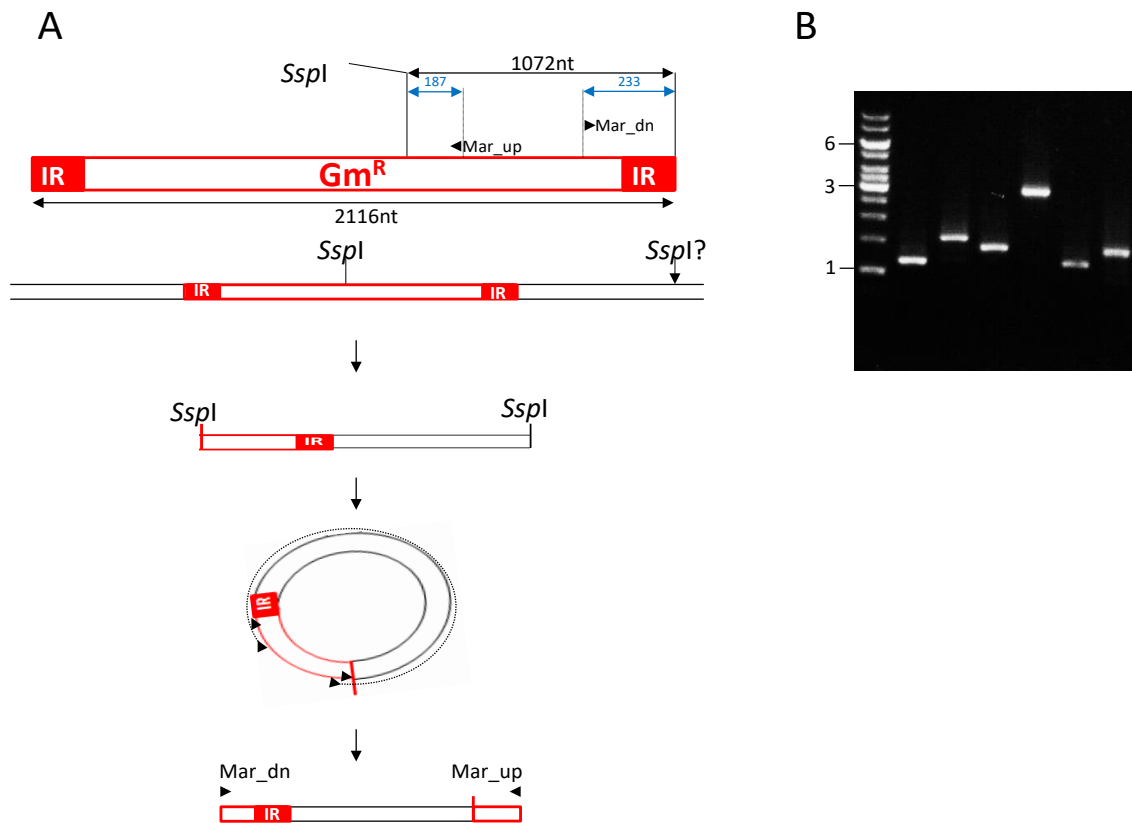 A
B
SspI
1072nt
187
233
Mar_dn
Mar_up
IR
Gm^R
IR
2116nt
SspI
SspI?
IR
IR
SspI
SspI
IR
IR
Mar_dn
Mar_up
IR
6
3
1